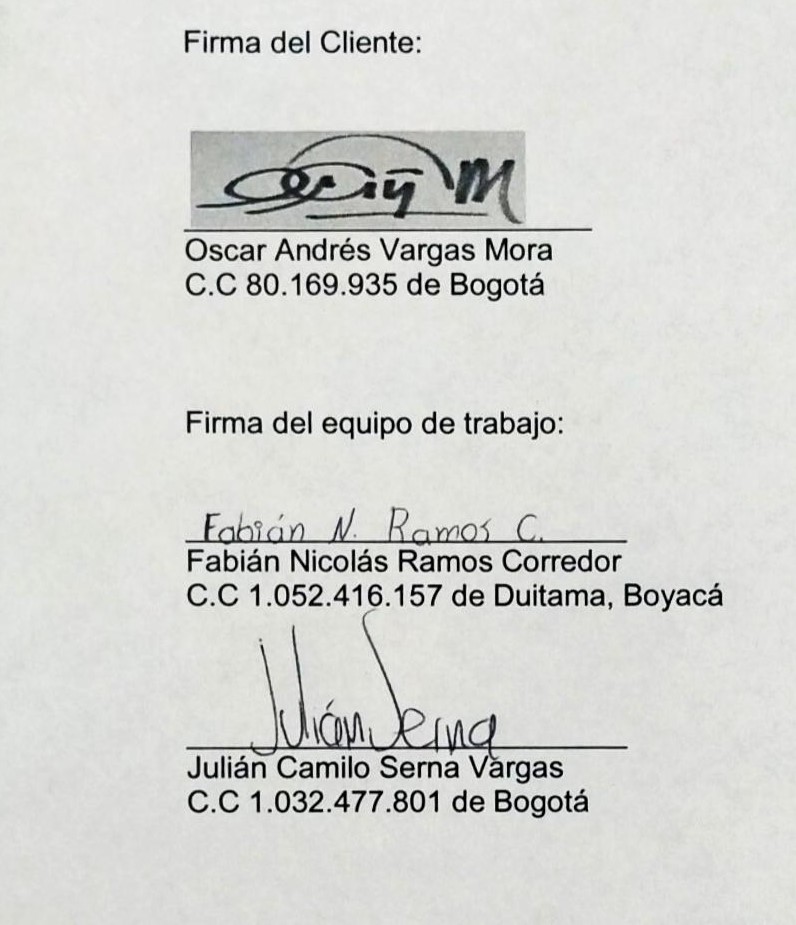 Firma del Cliente:
Oscar Andrés Vargas Mora
C.C 80.169.935 de Bogotá
Firma del equipo de trabajo:
Fabián N. Ramos C.
Fabián Nicolás Ramos Corredor
C.C 1.052.416.157 de Duitama, Boyacá
Julián Serna
Julián Camilo Serna Vargas
C.C 1.032.477.801 de Bogotá